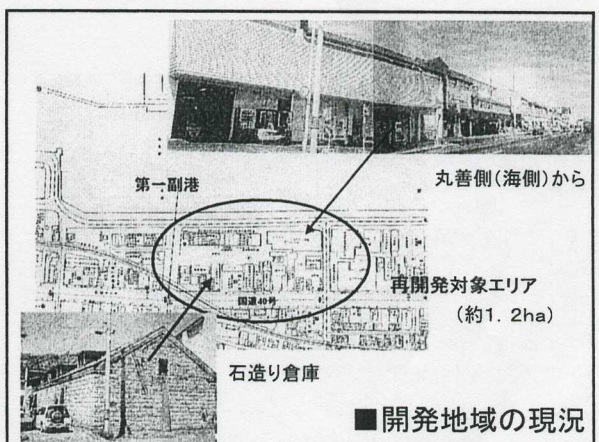 丸善側(海側)から
第一副港
再開発対象エリア
(約1.2ha)
国道40号
石造り倉庫
■開発地域の現況